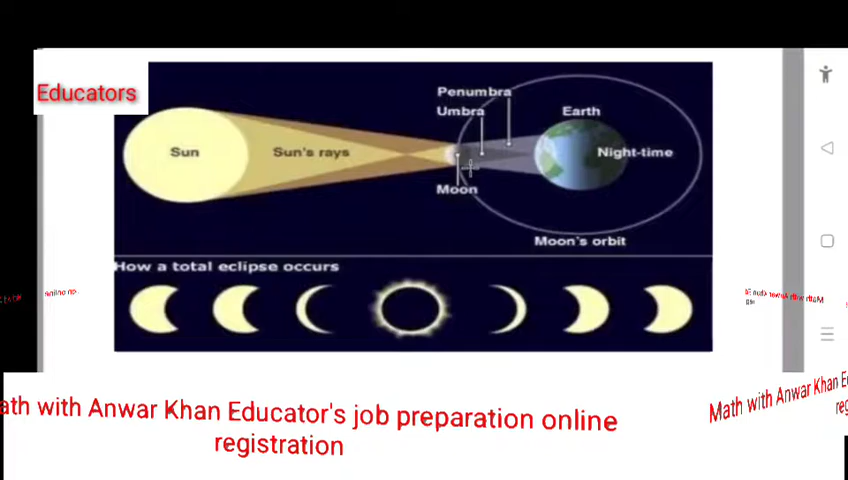 Educators
Penumbra
Umbra
Earth
Sun
Sun's rays
Night-time
Moon
Moon's orbit
How a total eclipse occurs
ath with Anwar Khan Educator's job preparation online
registration
Math with Anwar Khan E
reg